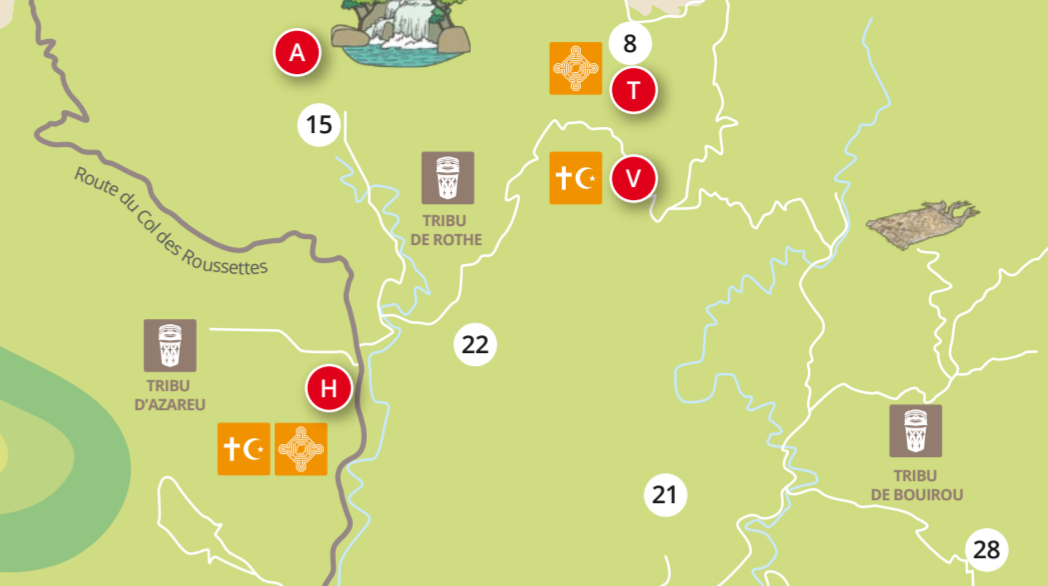 A
8
T
15
V
TRIBU
DE ROTHE
Route du Col des Roussettes
22
TRIBU
D'AZAREU
H
TRIBU
DE BOUIROU
21
28